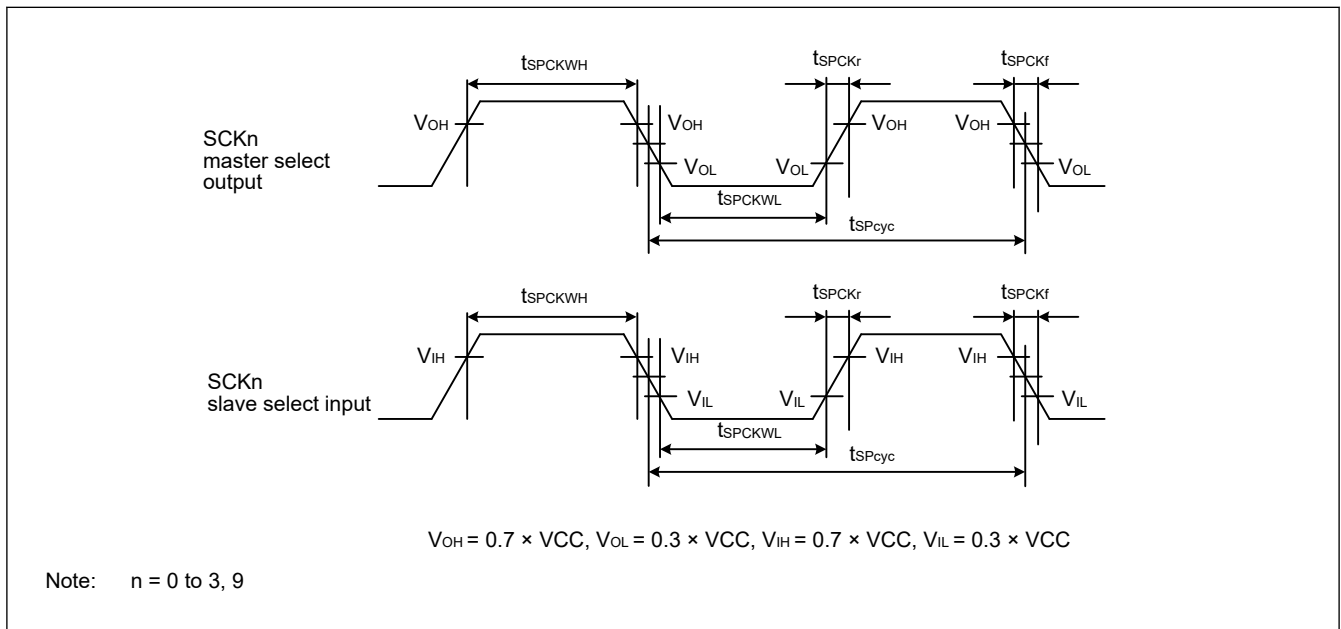 tSPCKWH
tSPCKr
tSPCKf
SCKn
master select
output
VOH
VOH
VOL
VOL
VOH
VOH
VOL
tSPCKWL
tSPcyc
tSPCKWH
tSPCKr
tSPCKf
SCKn
slave select input
VIH
VIH
VIL
VIL
VIH
VIH
VIL
tSPCKWL
tSPcyc
VOH = 0.7 × VCC, VOL = 0.3 × VCC, VIH = 0.7 × VCC, VIL = 0.3 × VCC
Note: n = 0 to 3, 9